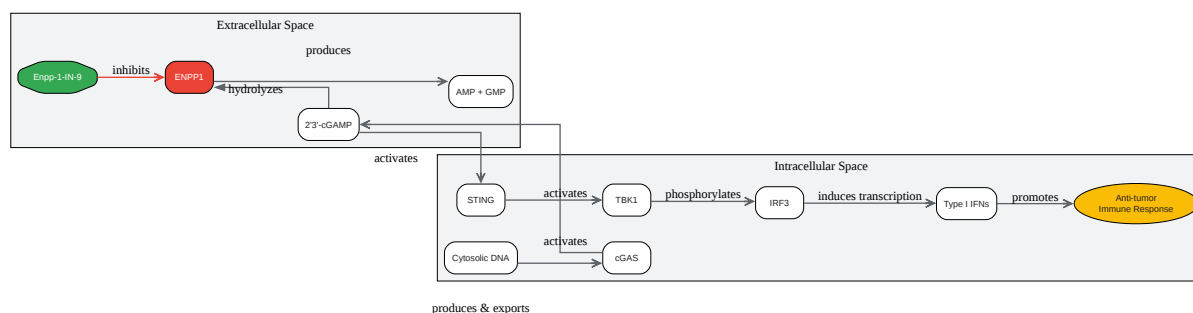 Extracellular Space
produces
Enpp-1-IN-9
inhibits
ENPP1
hydrolyzes
AMP + GMP
2'3'-cGAMP
activates
Intracellular Space
STING
activates
TBK1
phosphorylates
IRF3
induces transcription
Type I IFNs
promotes
Anti-tumor
Immune Response
Cytosolic DNA
activates
cGAS
produces & exports